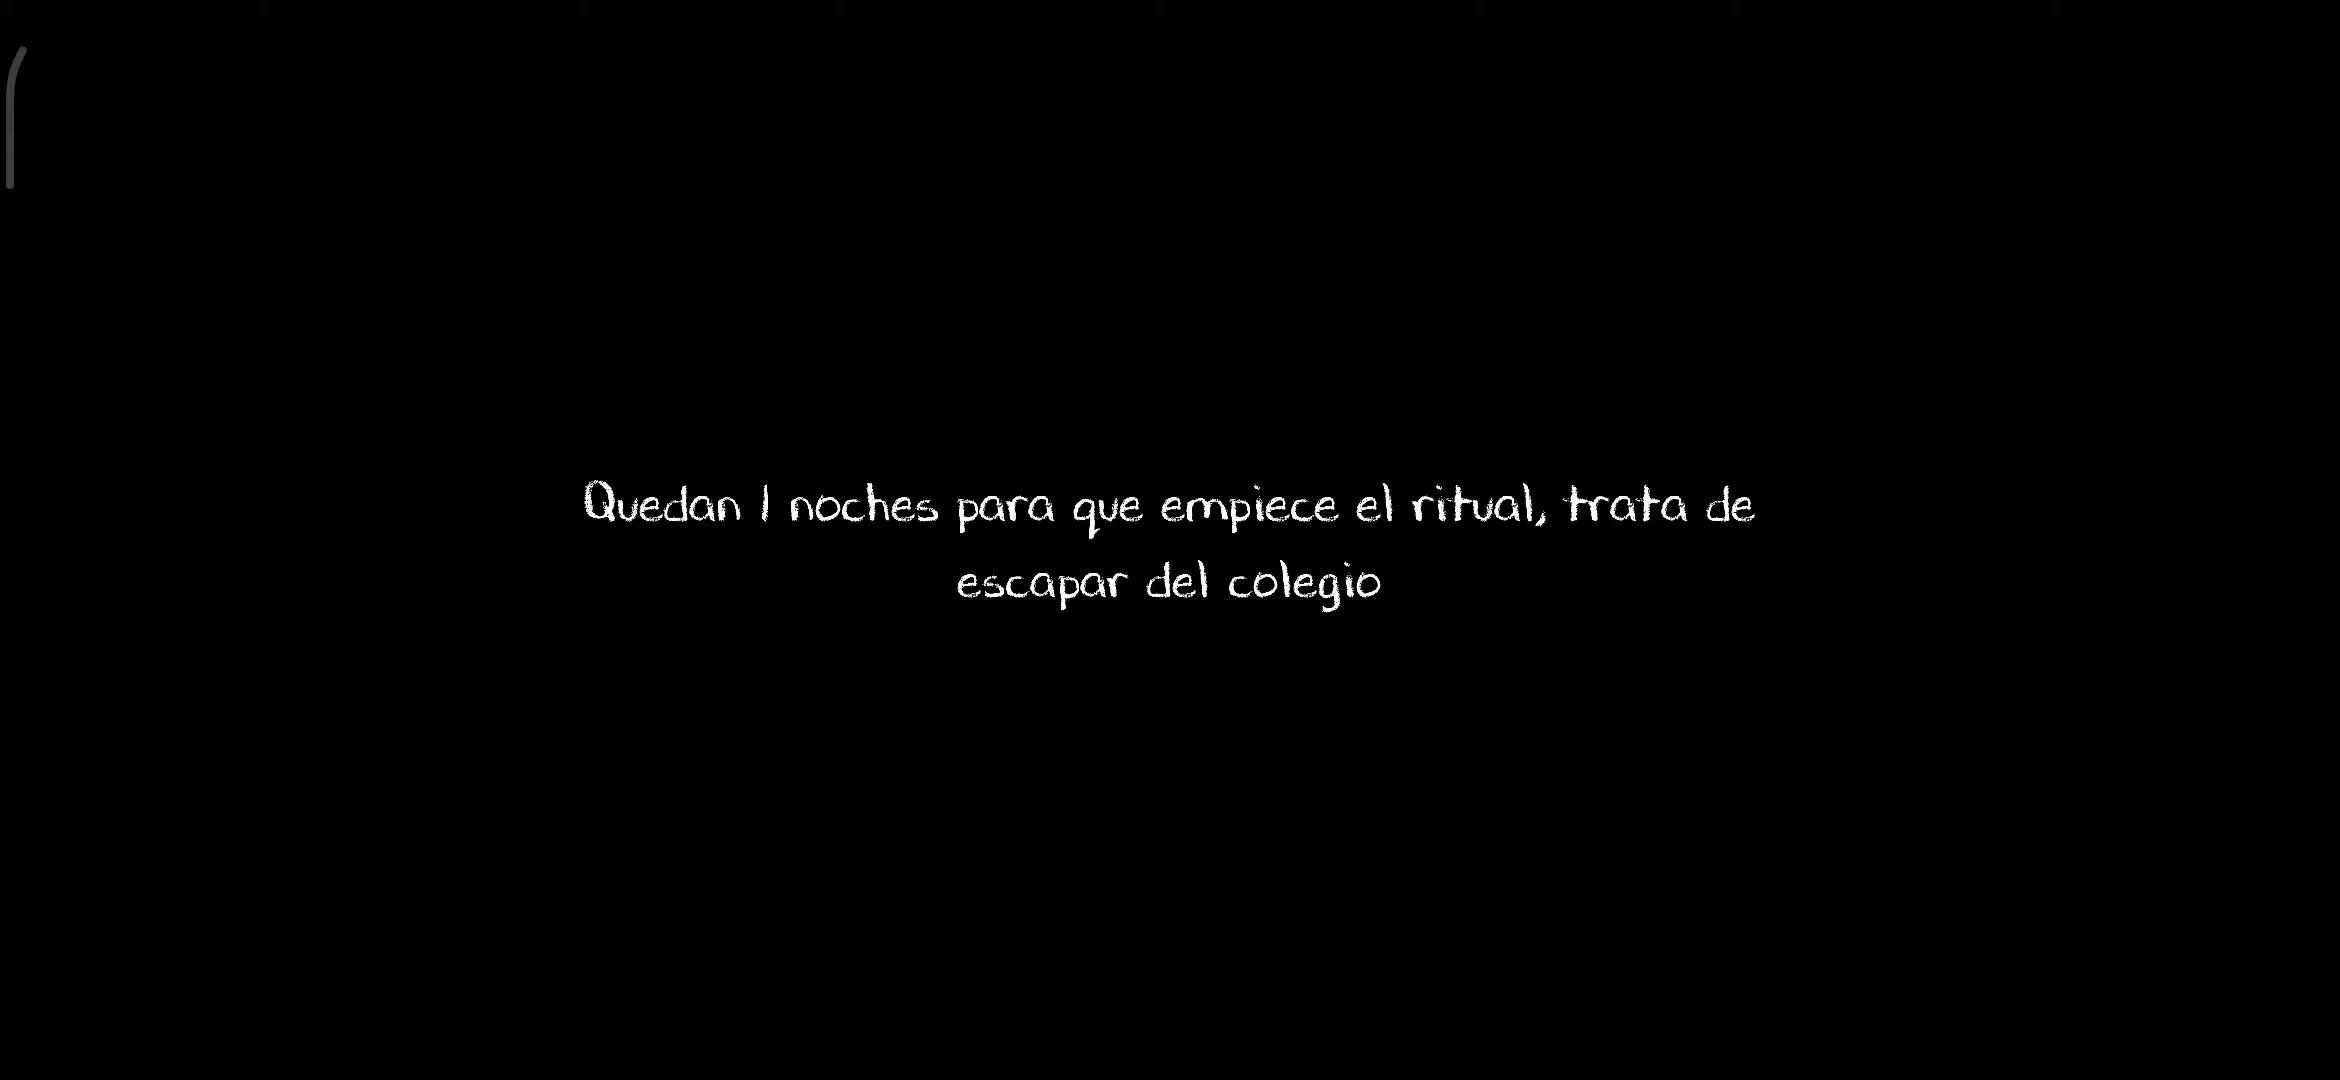 Quedan 1 noches para que empiece el ritual, trata de
escapar del colegio